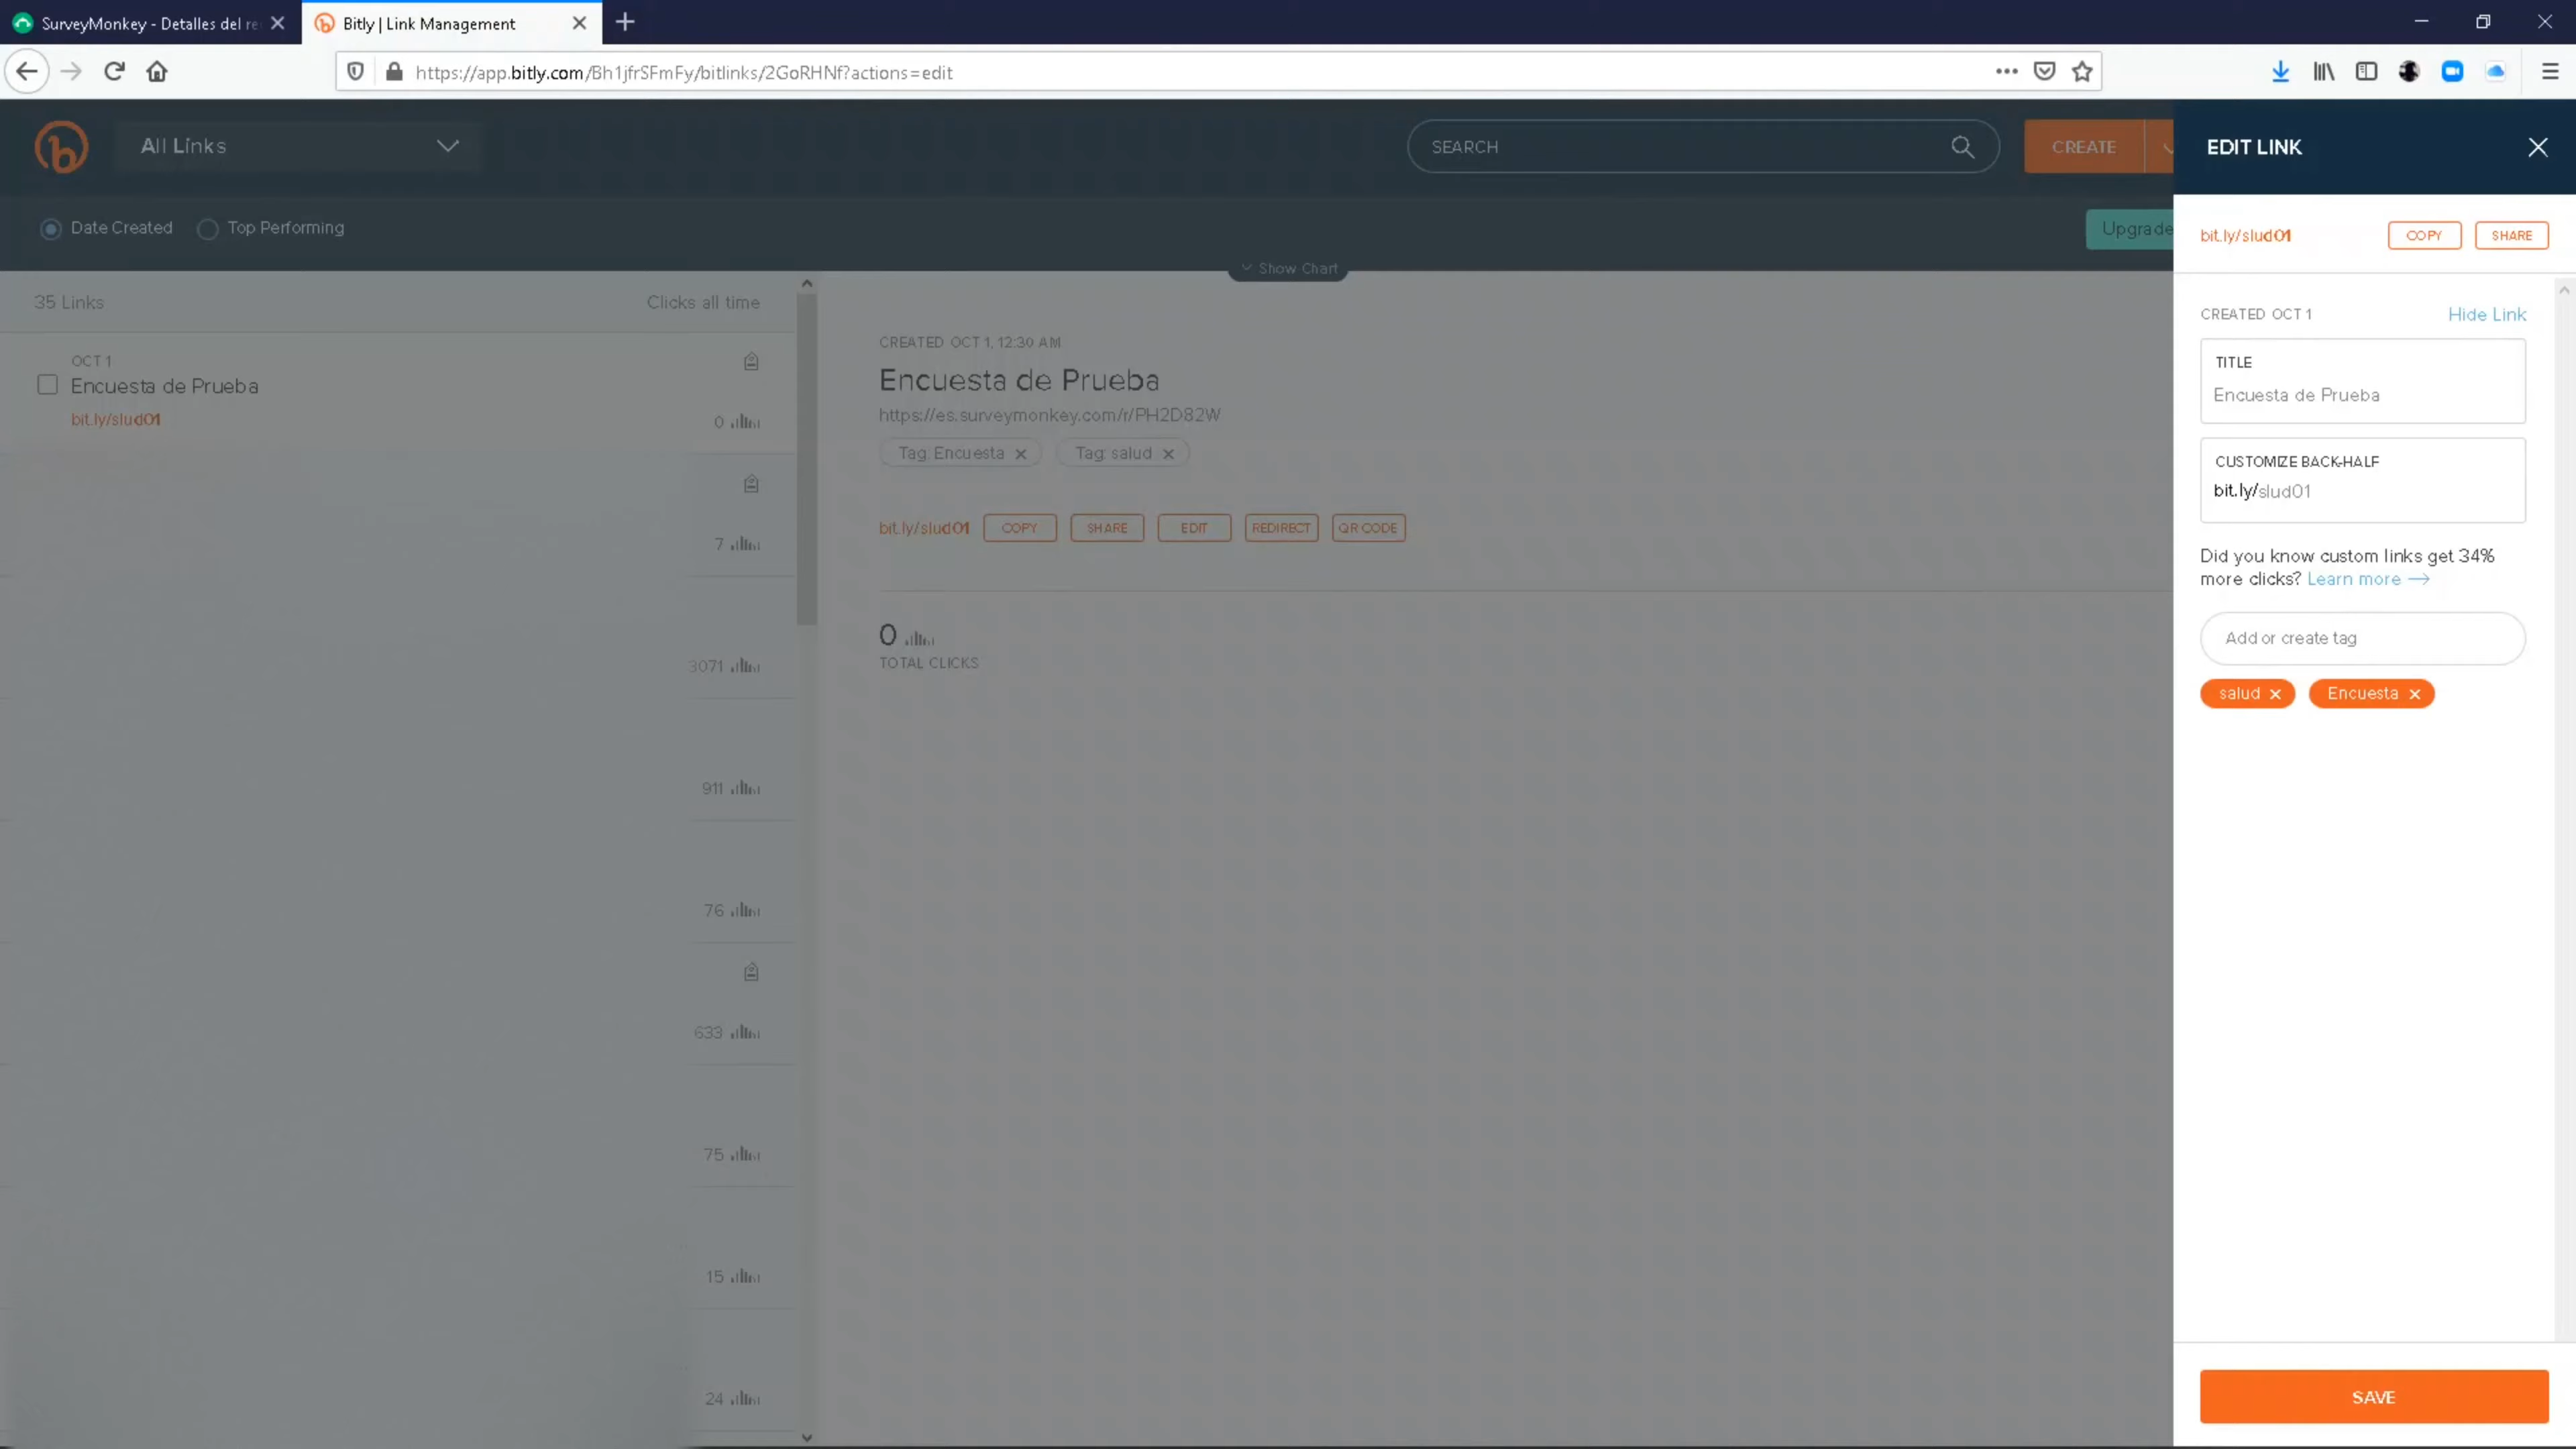 SurveyMonkey - Detalles del re
Bitly | Link Management
https://app.bitly.com/Bh1jfrSFmFy/bitlinks/2GoRHNf?actions=edit
All Links
SEARCH
CREATE
EDIT LINK
Date Created
Top Performing
Upgrade
bit.ly/slud01
COPY
SHARE
Show Chart
35 Links
Clicks all time
OCT 1
Encuesta de Prueba
bit.ly/slud01
0
7
3071
911
76
633
75
15
24
CREATED OCT 1, 12:30 AM
Encuesta de Prueba
https://es.surveymonkey.com/r/PH2D82W
Tag: Encuesta
Tag: salud
bit.ly/slud01
COPY
SHARE
EDIT
REDIRECT
QR CODE
0
TOTAL CLICKS
CREATED OCT 1
Hide Link
TITLE
Encuesta de Prueba
CUSTOMIZE BACK-HALF
bit.ly/slud01
Did you know custom links get 34%
more clicks? Learn more →
Add or create tag
salud
Encuesta
SAVE